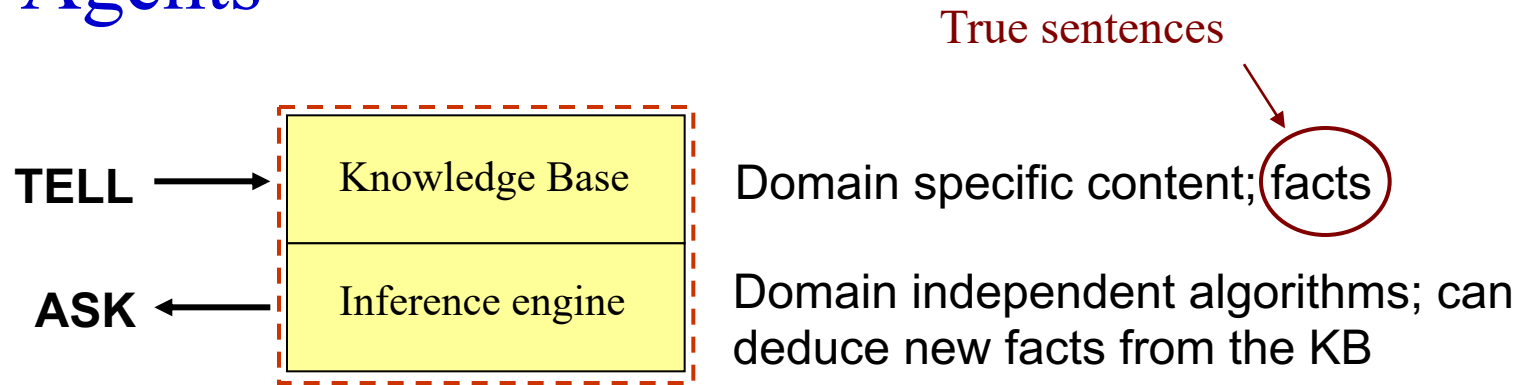 Agents
True sentences
TELL
Knowledge Base
Domain specific content; facts
ASK
Inference engine
Domain independent algorithms; can
deduce new facts from the KB